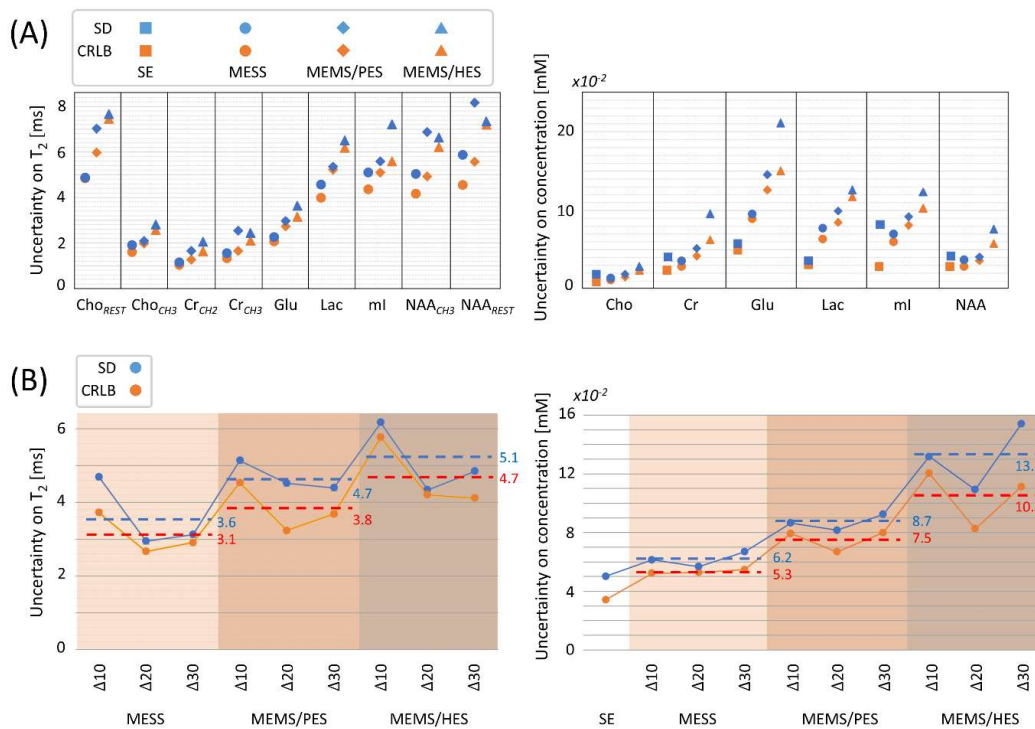 (A)
SD
CRLB
SE MESS MEMS/PES MEMS/HES
Uncertainty on T2 [ms]
8
6
4
2
0
ChoREST ChoCH3 CrCH2 CrCH3 Glu Lac mI NAACH3 NAAREST
x10-2
Uncertainty on concentration [mM]
20
10
0
Cho Cr Glu Lac mI NAA
(B)
SD
CRLB
Uncertainty on T2 [ms]
6
4
2
0
3.6
3.1
4.7
3.8
5.1
4.7
Δ10 Δ20 Δ30 Δ10 Δ20 Δ30 Δ10 Δ20 Δ30
MESS MEMS/PES MEMS/HES
x10-2
Uncertainty on concentration [mM]
16
12
8
4
0
6.2
5.3
8.7
7.5
13.
10.
Δ10 Δ20 Δ30 Δ10 Δ20 Δ30 Δ10 Δ20 Δ30
SE MESS MEMS/PES MEMS/HES